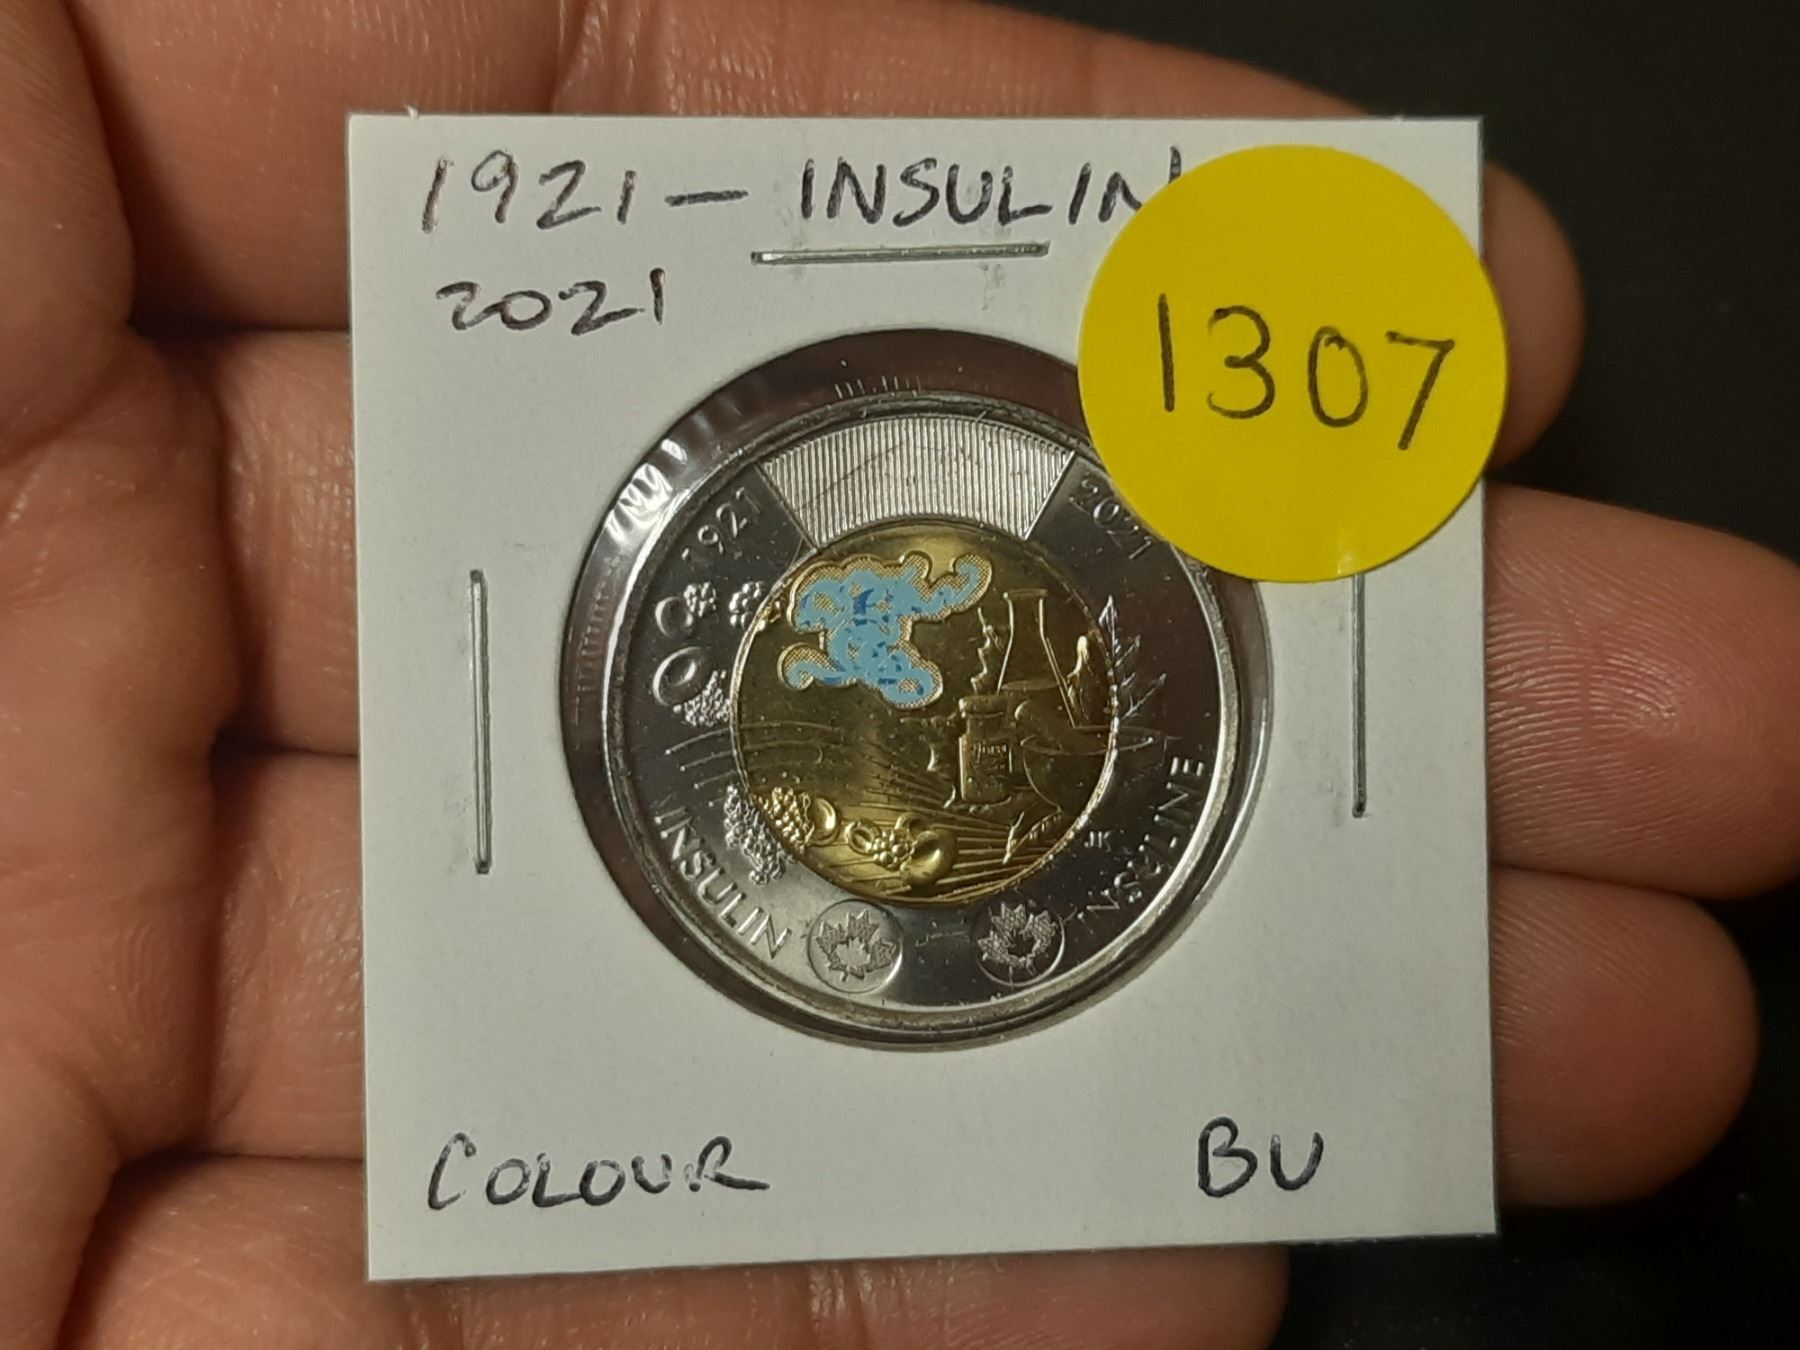 1921 – INSULIN
2021
1307
1921
2021
INSULIN
INSULINE
COLOUR
BU